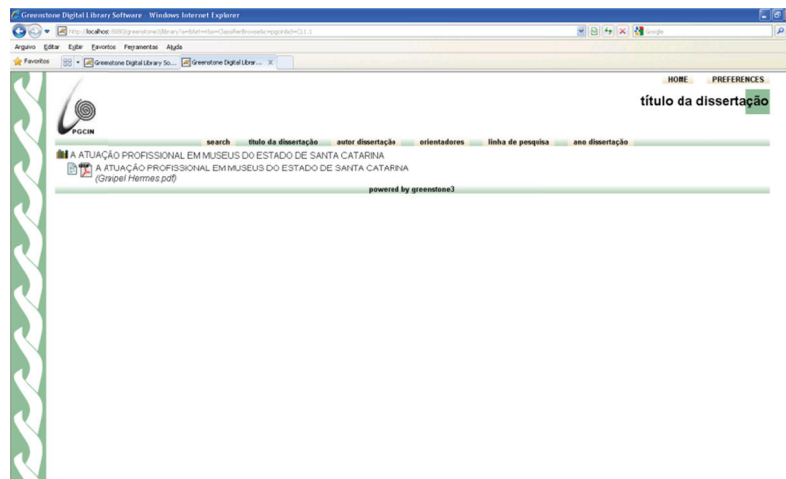 Greenstone Digital Library Software - Windows Internet Explorer
Google
Arquivo Editar Exibir Favoritos Ferramentas Ajuda
Favoritos Greenstone Digital Library So... Greenstone Digital Librar... X
HOME PREFERENCES
título da dissertação
PGCIN
search título da dissertação autor dissertação orientadores linha de pesquisa ano dissertação
A ATUAÇÃO PROFISSIONAL EM MUSEUS DO ESTADO DE SANTA CATARINA
A ATUAÇÃO PROFISSIONAL EM MUSEUS DO ESTADO DE SANTA CATARINA
(Graipel Hermes.pdf)
powered by greenstone3